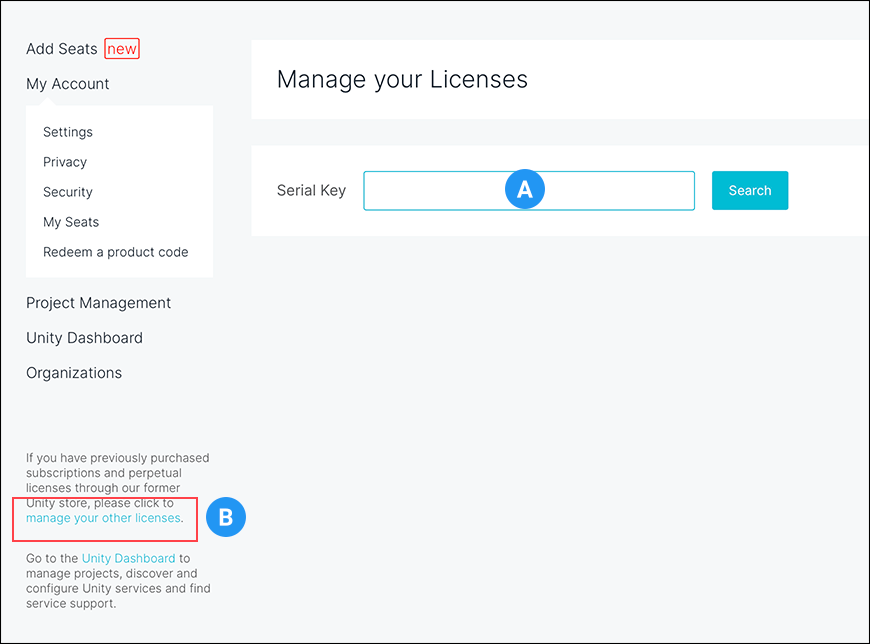 Add Seats new
My Account
Settings
Privacy
Security
My Seats
Redeem a product code
Project Management
Unity Dashboard
Organizations
If you have previously purchased
subscriptions and perpetual
licenses through our former
Unity store, please click to
manage your other licenses.
B
Go to the Unity Dashboard to
manage projects, discover and
configure Unity services and find
service support.
Manage your Licenses
Serial Key
A
Search